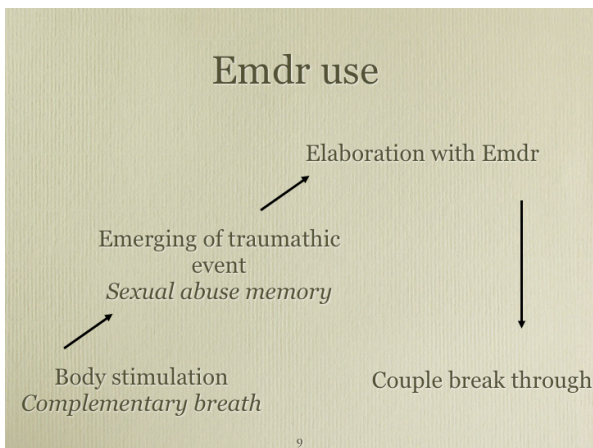 Emdr use
Elaboration with Emdr
Emerging of traumathic
event
Sexual abuse memory
Body stimulation
Complementary breath
Couple break through
9